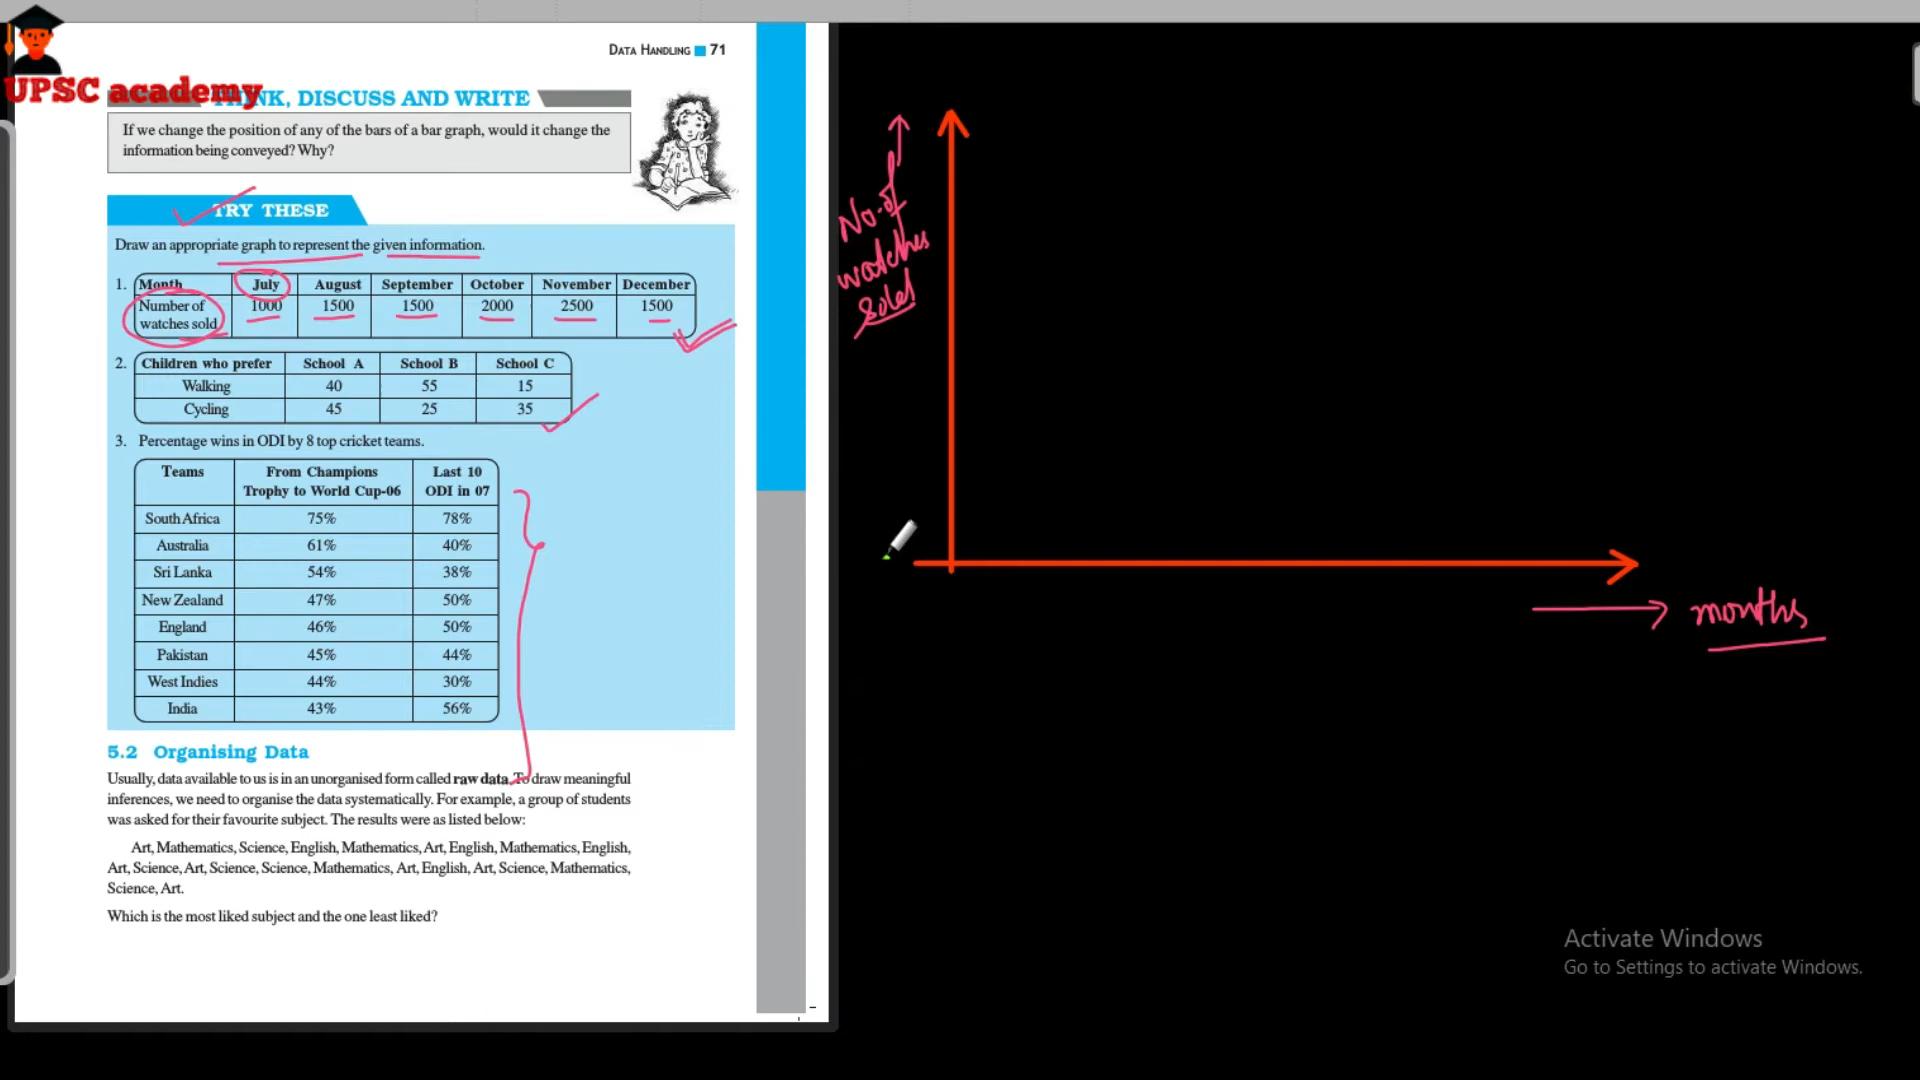 DATA HANDLING 71
UPSC academy
THINK, DISCUSS AND WRITE
If we change the position of any of the bars of a bar graph, would it change the
information being conveyed? Why?
TRY THESE
Draw an appropriate graph to represent the given information.
1. Month July August September October November December
Number of watches sold 1000 1500 1500 2000 2500 1500
2. Children who prefer School A School B School C
Walking 40 55 15
Cycling 45 25 35
3. Percentage wins in ODI by 8 top cricket teams.
Teams From Champions Trophy to World Cup-06 Last 10 ODI in 07
South Africa 75% 78%
Australia 61% 40%
Sri Lanka 54% 38%
New Zealand 47% 50%
England 46% 50%
Pakistan 45% 44%
West Indies 44% 30%
India 43% 56%
5.2 Organising Data
Usually, data available to us is in an unorganised form called raw data. To draw meaningful
inferences, we need to organise the data systematically. For example, a group of students
was asked for their favourite subject. The results were as listed below:
Art, Mathematics, Science, English, Mathematics, Art, English, Mathematics, English,
Art, Science, Art, Science, Science, Mathematics, Art, English, Art, Science, Mathematics,
Science, Art.
Which is the most liked subject and the one least liked?
No. of
watches
sold
months
Activate Windows
Go to Settings to activate Windows.